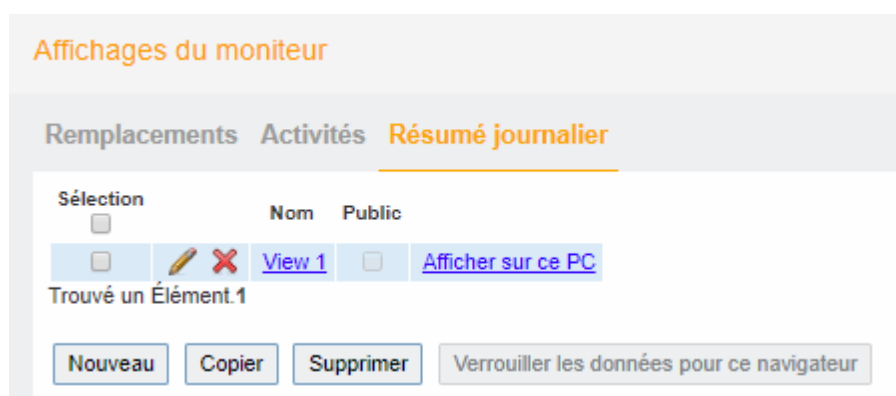 Affichages du moniteur
Remplacements Activités Résumé journalier
Sélection Nom Public
View 1 Afficher sur ce PC
Trouvé un Élément.1
Nouveau Copier Supprimer Verrouiller les données pour ce navigateur